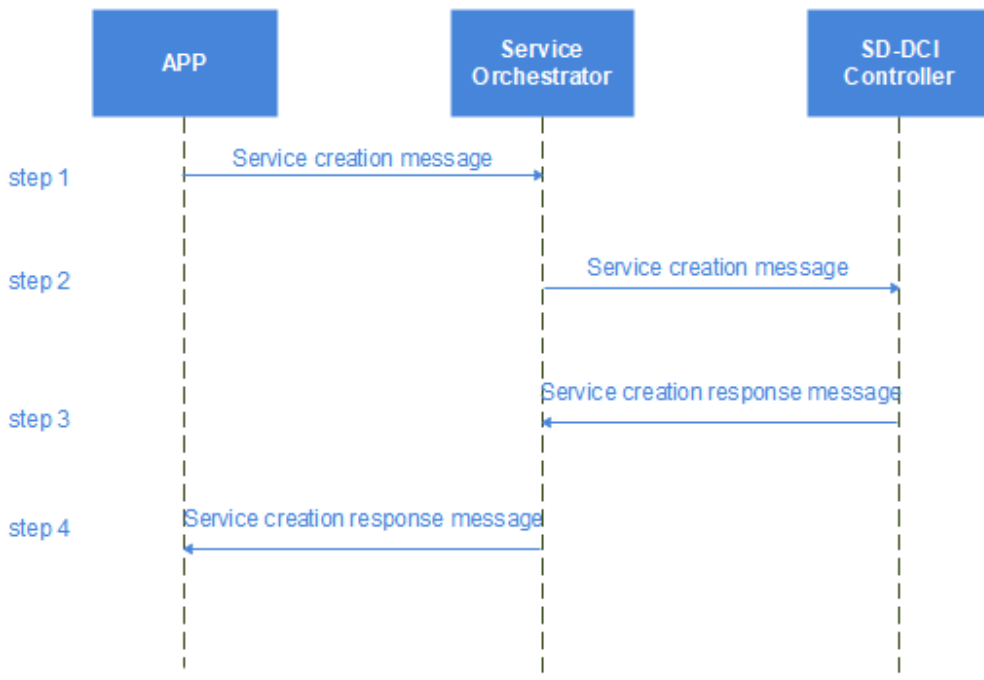 APP
Service
Orchestrator
SD-DCI
Controller
step 1
Service creation message
step 2
Service creation message
step 3
Service creation response message
step 4
Service creation response message